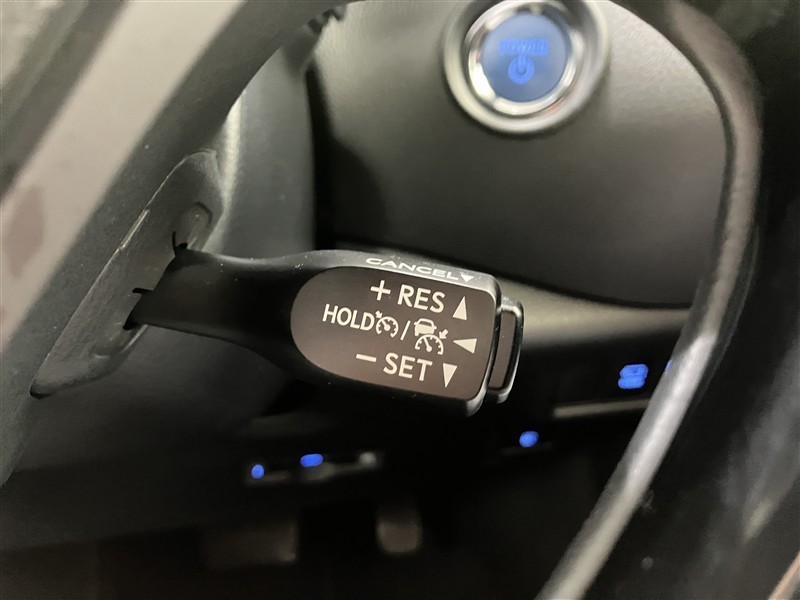 POWER
CANCEL▼
+ RES ▲
HOLD / ◀
− SET ▼